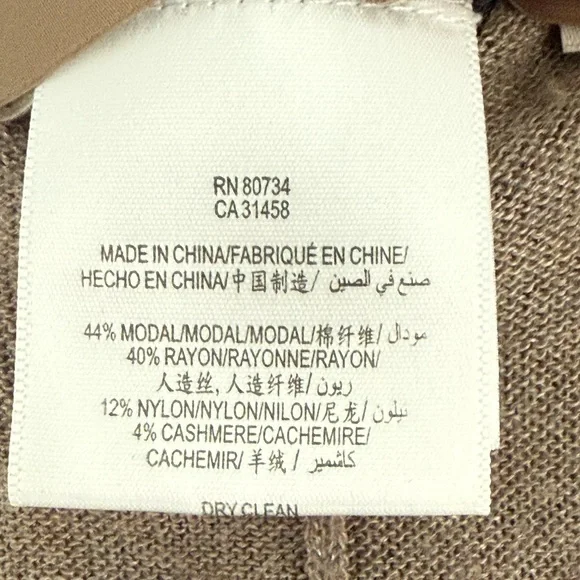 RN 80734
CA 31458
MADE IN CHINA/FABRIQUÉ EN CHINE/
HECHO EN CHINA/中国制造/ صنع في الصين
44% MODAL/MODAL/MODAL/棉纤维/ مودال
40% RAYON/RAYONNE/RAYON/
人造丝, 人造纤维/ ريون
12% NYLON/NYLON/NILON/尼龙/ نيلون
4% CASHMERE/CACHEMIRE/
CACHEMIR/ 羊绒 / كاشمير
DRY CLEAN